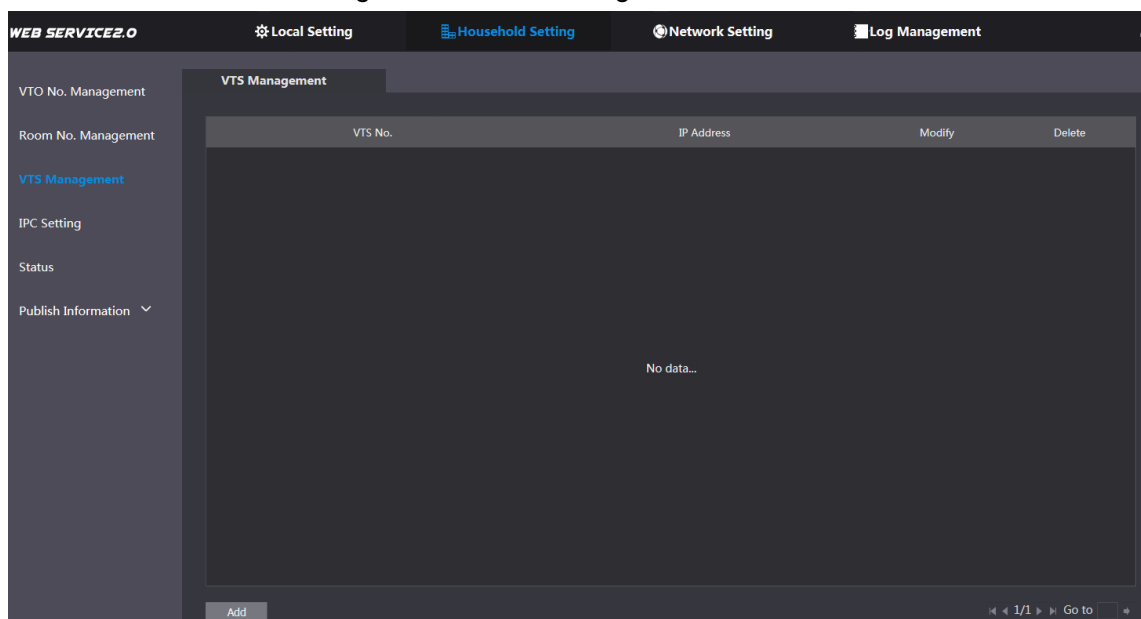 WEB SERVICE2.0 Local Setting Household Setting Network Setting Log Management
VTS Management
VTO No. Management
Room No. Management
VTS Management
IPC Setting
Status
Publish Information
VTS No. IP Address Modify Delete
No data...
Add
1/1 Go to